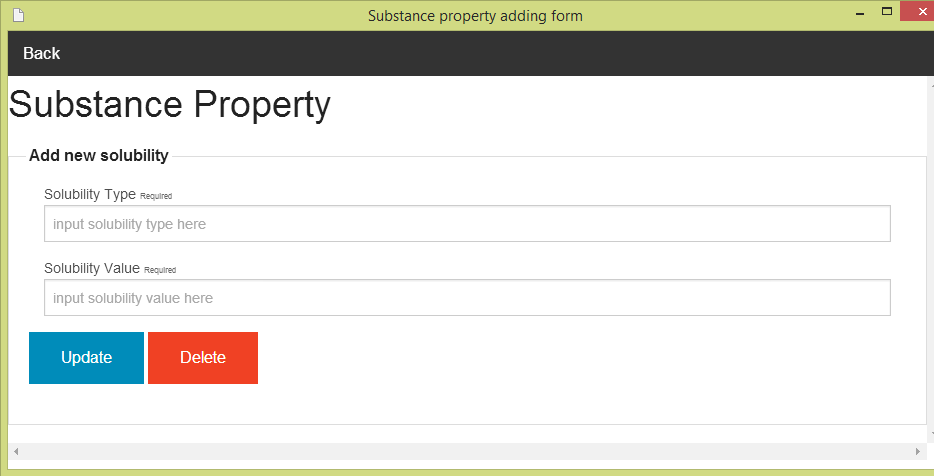 Substance property adding form
Back
Substance Property
Add new solubility
Solubility Type Required
input solubility type here
Solubility Value Required
input solubility value here
Update Delete